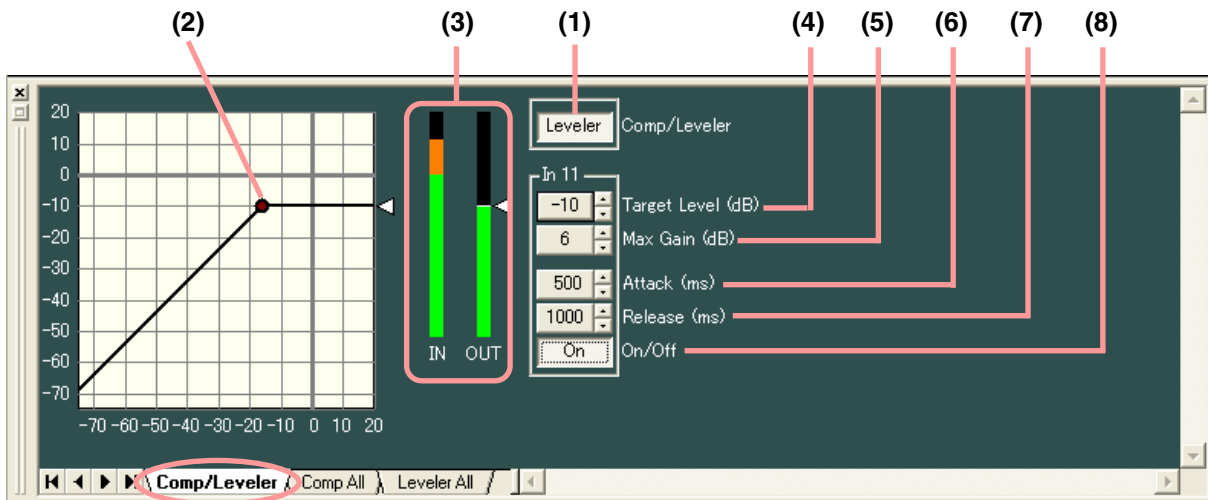 (2) (3) (1) (4) (5) (6) (7) (8)
20
10
0
-10
-20
-30
-40
-50
-60
-70
-70 -60 -50 -40 -30 -20 -10 0 10 20
IN OUT
Leveler Comp/Leveler
In 11
-10 Target Level (dB)
6 Max Gain (dB)
500 Attack (ms)
1000 Release (ms)
On On/Off
Comp/Leveler Comp All Leveler All